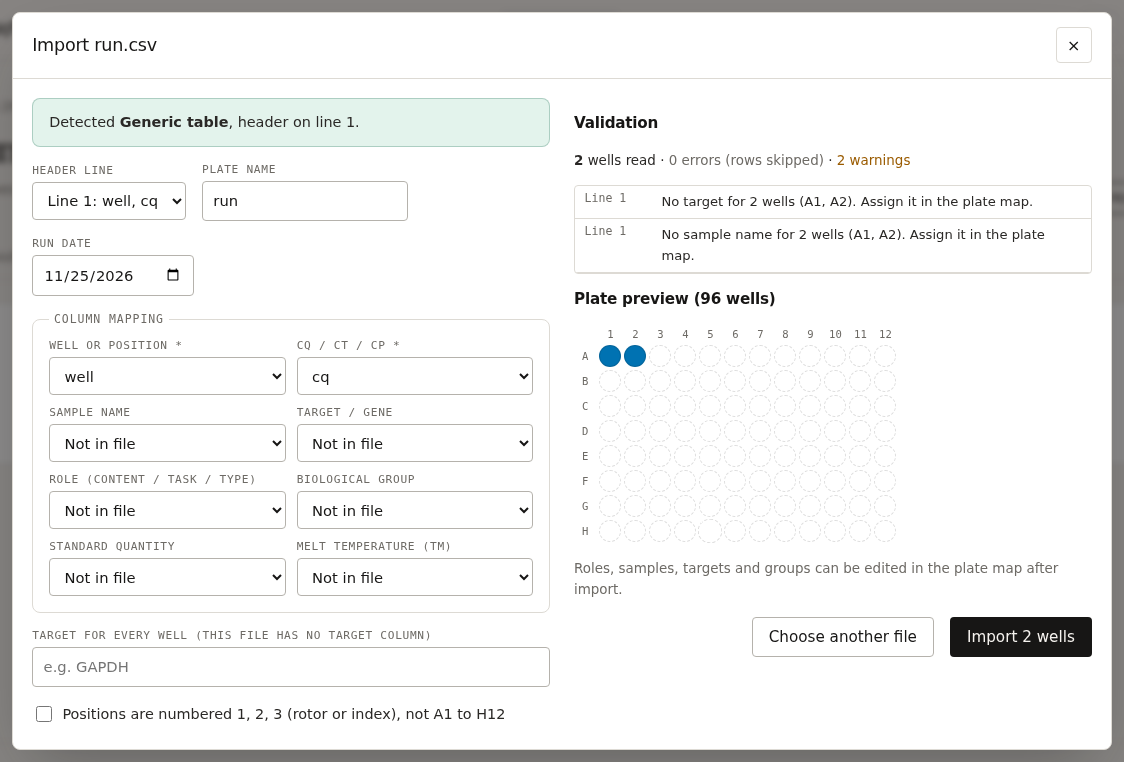 Import run.csv
×
Detected Generic table, header on line 1.
HEADER LINE
Line 1: well, cq
PLATE NAME
run
RUN DATE
11/25/2026
COLUMN MAPPING
WELL OR POSITION *
well
CQ / CT / CP *
cq
SAMPLE NAME
Not in file
TARGET / GENE
Not in file
ROLE (CONTENT / TASK / TYPE)
Not in file
BIOLOGICAL GROUP
Not in file
STANDARD QUANTITY
Not in file
MELT TEMPERATURE (TM)
Not in file
TARGET FOR EVERY WELL (THIS FILE HAS NO TARGET COLUMN)
e.g. GAPDH
Positions are numbered 1, 2, 3 (rotor or index), not A1 to H12
Validation
2 wells read · 0 errors (rows skipped) · 2 warnings
Line 1 No target for 2 wells (A1, A2). Assign it in the plate map.
Line 1 No sample name for 2 wells (A1, A2). Assign it in the plate
map.
Plate preview (96 wells)
1 2 3 4 5 6 7 8 9 10 11 12
A
B
C
D
E
F
G
H
Roles, samples, targets and groups can be edited in the plate map after
import.
Choose another file
Import 2 wells